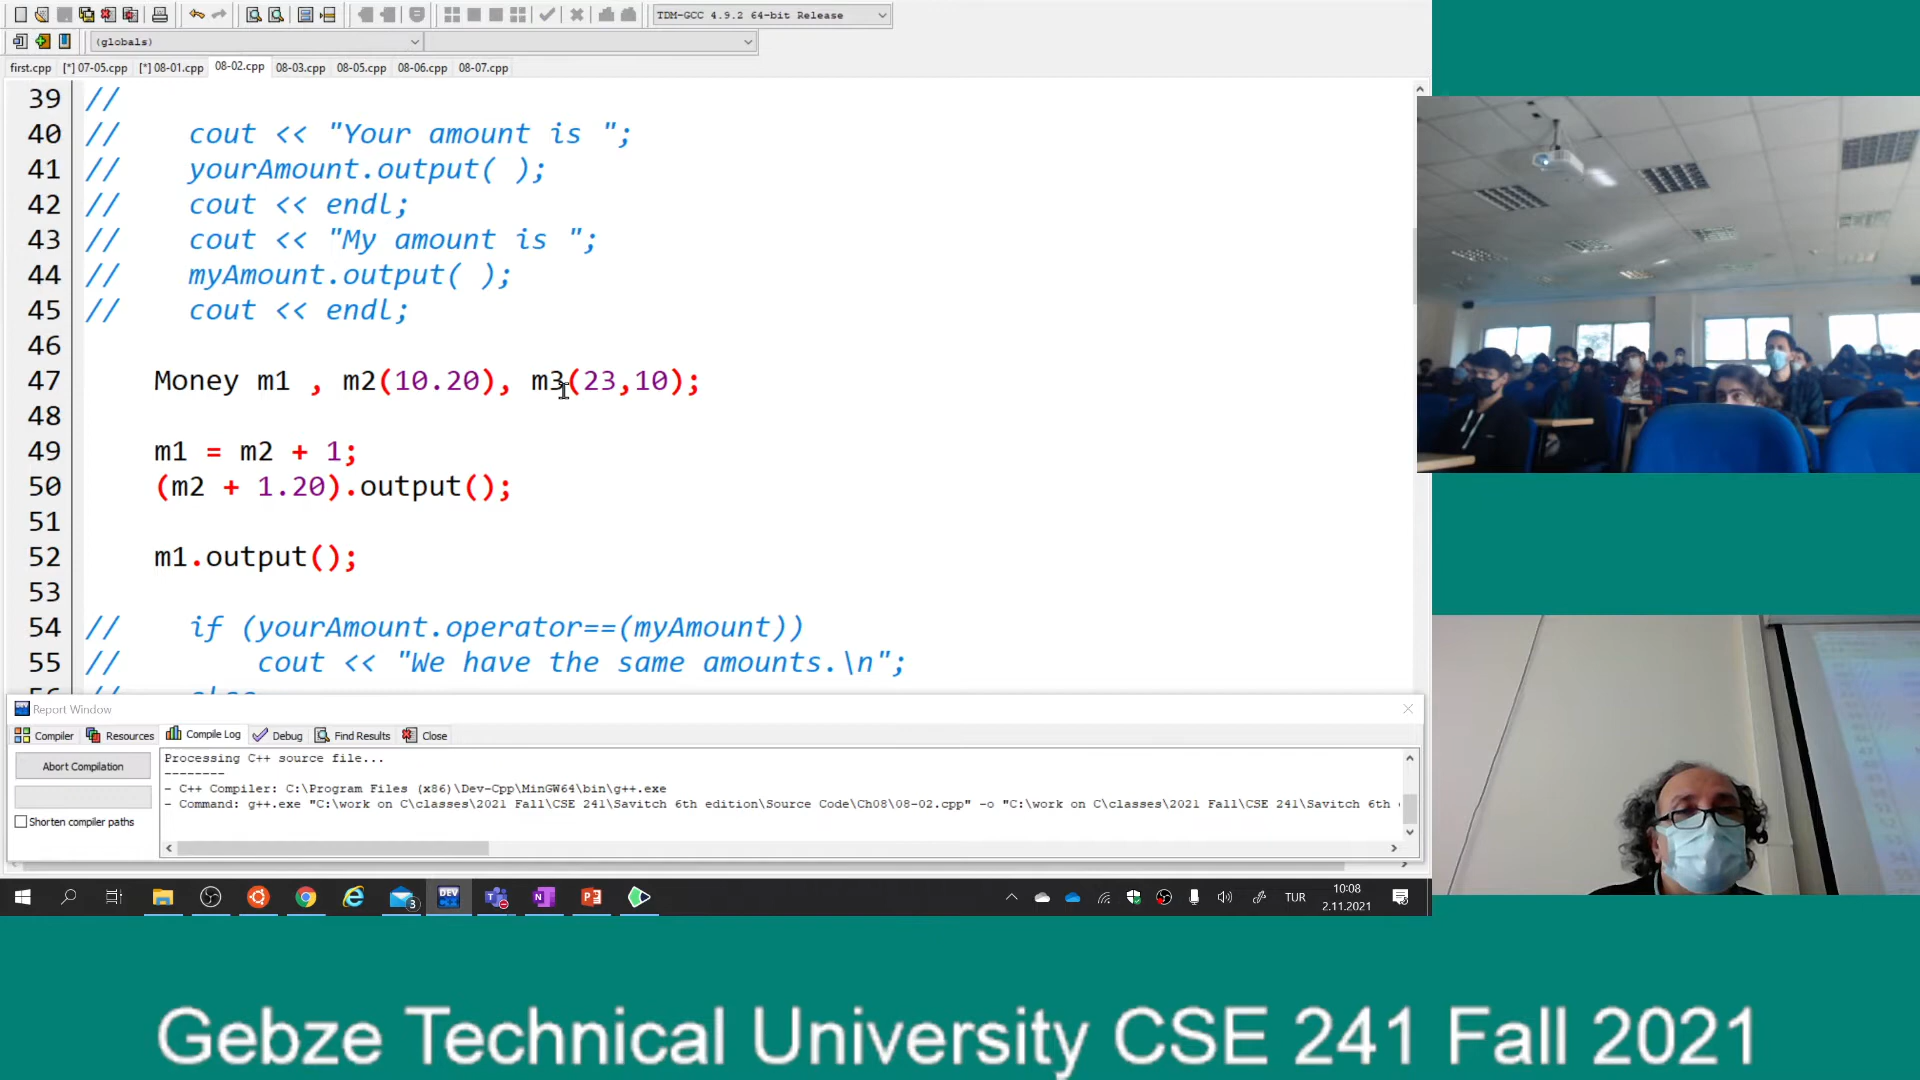 TDM-GCC 4.9.2 64-bit Release
(globals)
first.cpp [*] 07-05.cpp [*] 08-01.cpp 08-02.cpp 08-03.cpp 08-05.cpp 08-06.cpp 08-07.cpp
39 //
40 // cout << "Your amount is ";
41 // yourAmount.output( );
42 // cout << endl;
43 // cout << "My amount is ";
44 // myAmount.output( );
45 // cout << endl;
46
47 Money m1 , m2(10.20), m3(23,10);
48
49 m1 = m2 + 1;
50 (m2 + 1.20).output();
51
52 m1.output();
53
54 // if (yourAmount.operator==(myAmount))
55 // cout << "We have the same amounts.\n";
56 // else
Report Window
Compiler Resources Compile Log Debug Find Results Close
Abort Compilation
Shorten compiler paths
Processing C++ source file...
--------
- C++ Compiler: C:\Program Files (x86)\Dev-Cpp\MinGW64\bin\g++.exe
- Command: g++.exe "C:\work on C\classes\2021 Fall\CSE 241\Savitch 6th edition\Source Code\Ch08\08-02.cpp" -o "C:\work on C\classes\2021 Fall\CSE 241\Savitch 6th
DEV
3
TUR
10:08
2.11.2021
Gebze Technical University CSE 241 Fall 2021